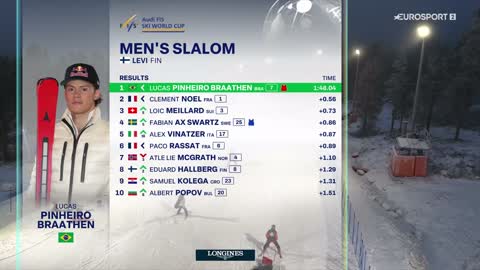 EUROSPORT 2
Audi FIS
SKI WORLD CUP
MEN'S SLALOM
LEVI FIN
RESULTS TIME
1 LUCAS PINHEIRO BRAATHEN BRA 7 1:48.04
2 CLEMENT NOEL FRA 1 +0.56
3 LOIC MEILLARD SUI 3 +0.73
4 FABIAN AX SWARTZ SWE 25 +0.86
5 ALEX VINATZER ITA 17 +0.87
6 PACO RASSAT FRA 6 +0.89
7 ATLE LIE MCGRATH NOR 4 +1.10
8 EDUARD HALLBERG FIN 8 +1.29
9 SAMUEL KOLEGA CRO 23 +1.31
10 ALBERT POPOV BUL 20 +1.51
LUCAS
PINHEIRO
BRAATHEN
LONGINES